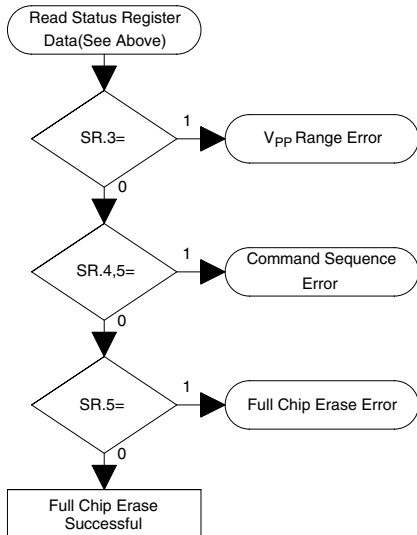 Read Status Register
Data(See Above)
SR.3=
1
VPP Range Error
0
SR.4,5=
1
Command Sequence
Error
0
SR.5=
1
Full Chip Erase Error
0
Full Chip Erase
Successful